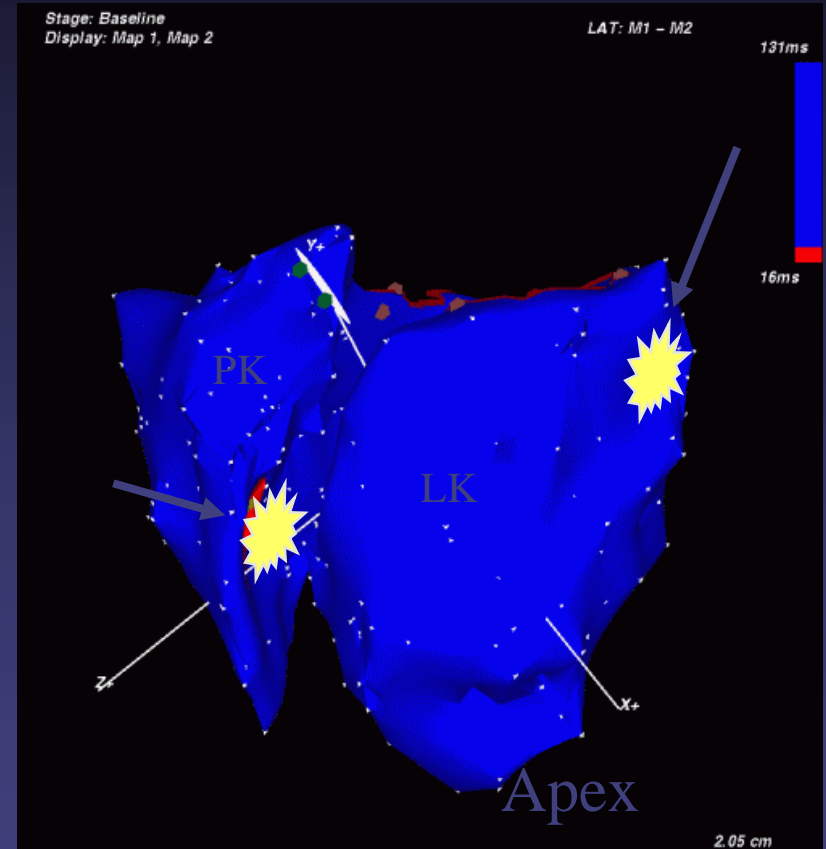 Stage: Baseline
Display: Map 1, Map 2
LAT: M1 – M2
131ms
16ms
Y+
PK
LK
Z+
X+
Apex
2.05 cm